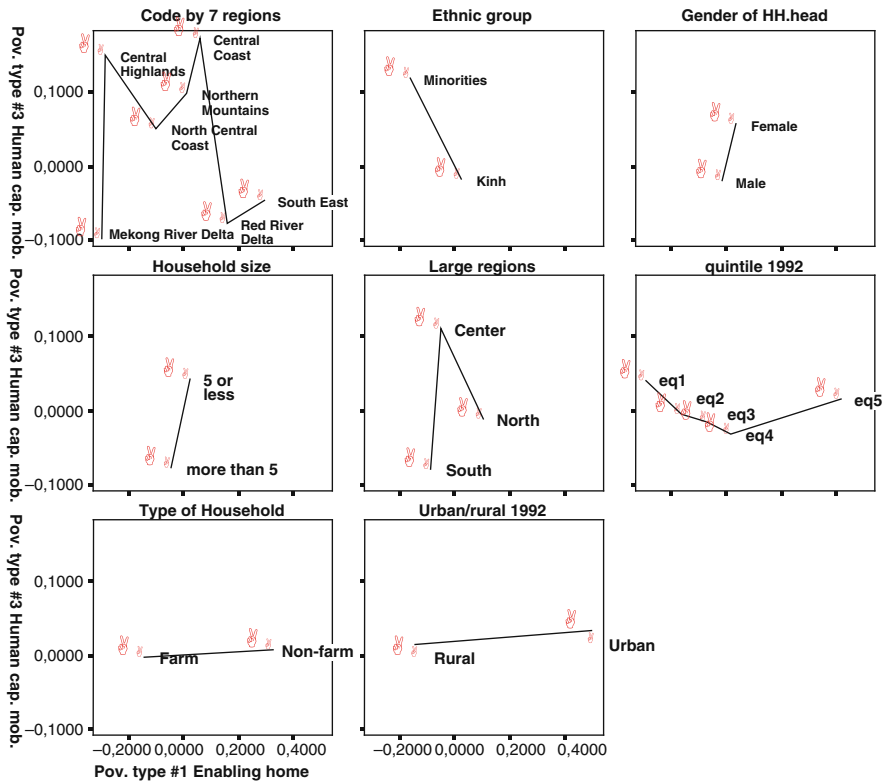 Code by 7 regions
Ethnic group
Gender of HH.head
Pov. type #3 Human cap. mob.
0,1000
0,0000
–0,1000
Central
Highlands
Central
Coast
Northern
Mountains
North Central
Coast
South East
Mekong River Delta
Red River
Delta
Minorities
Kinh
Female
Male
Household size
Large regions
quintile 1992
Pov. type #3 Human cap. mob.
0,1000
0,0000
–0,1000
5 or
less
more than 5
Center
North
South
eq1
eq2
eq3
eq4
eq5
Type of Household
Urban/rural 1992
Pov. type #3 Human cap. mob.
0,1000
0,0000
–0,1000
Farm
Non-farm
Rural
Urban
–0,2000 0,0000 0,2000 0,4000
–0,2000 0,0000 0,2000 0,4000
Pov. type #1 Enabling home